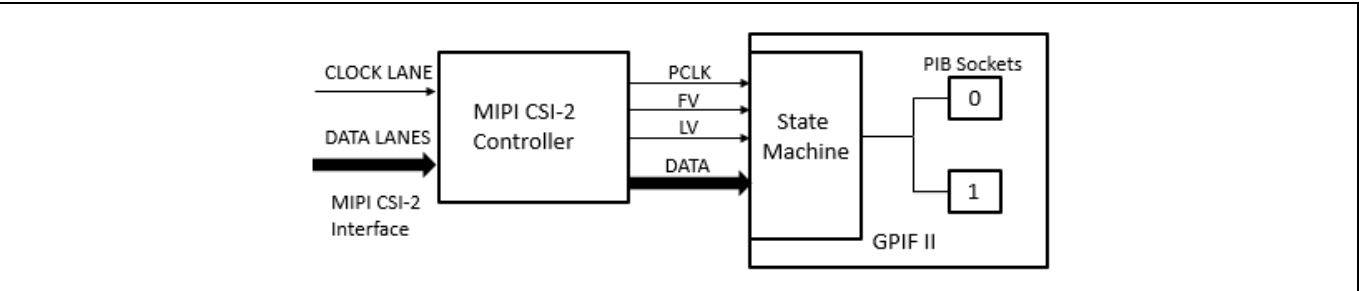 CLOCK LANE
DATA LANES
MIPI CSI-2
Interface
MIPI CSI-2
Controller
PCLK
FV
LV
DATA
State
Machine
PIB Sockets
0
1
GPIF II